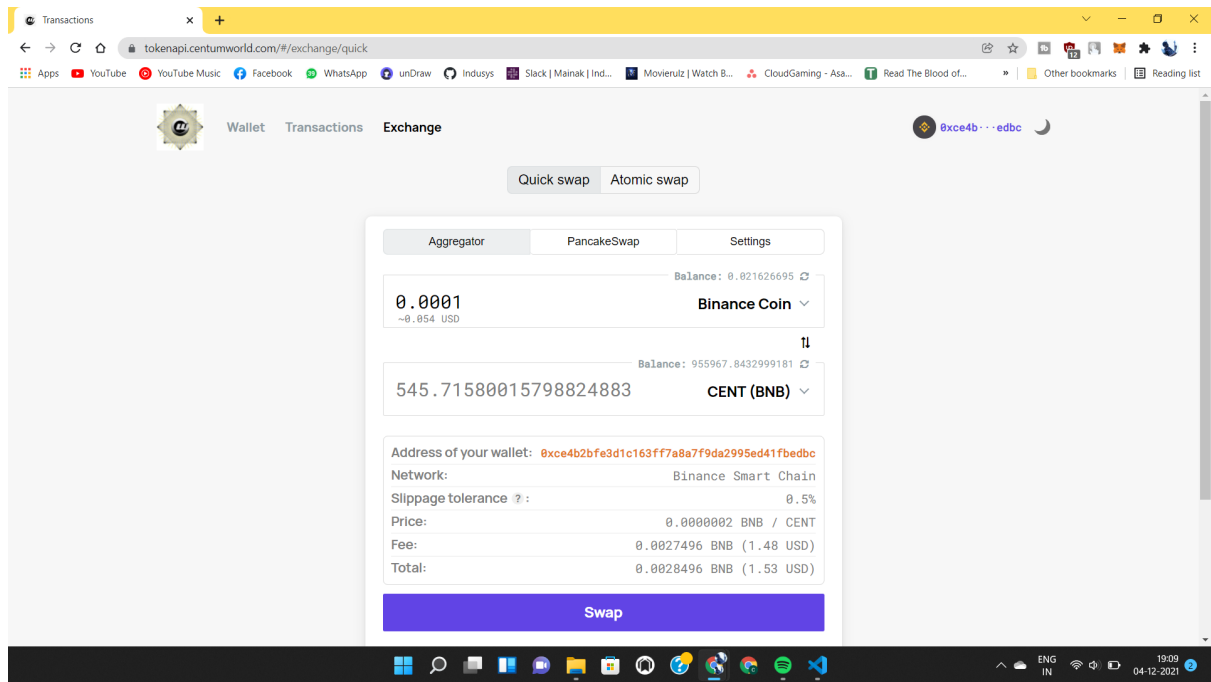 Transactions
tokenapi.centumworld.com/#/exchange/quick
12
Apps YouTube YouTube Music Facebook WhatsApp unDraw Indusys Slack | Mainak | Ind... Movierulz | Watch B... CloudGaming - Asa... Read The Blood of... » Other bookmarks Reading list
Wallet Transactions Exchange 0xce4b···edbc
Quick swap Atomic swap
Aggregator PancakeSwap Settings
Balance: 0.021626695
0.0001 Binance Coin
~0.054 USD
Balance: 955967.8432999181
545.71580015798824883 CENT (BNB)
Address of your wallet: 0xce4b2bfe3d1c163ff7a8a7f9da2995ed41fbedbc
Network: Binance Smart Chain
Slippage tolerance ? : 0.5%
Price: 0.0000002 BNB / CENT
Fee: 0.0027496 BNB (1.48 USD)
Total: 0.0028496 BNB (1.53 USD)
Swap
ENG 19:09
IN 04-12-2021 2